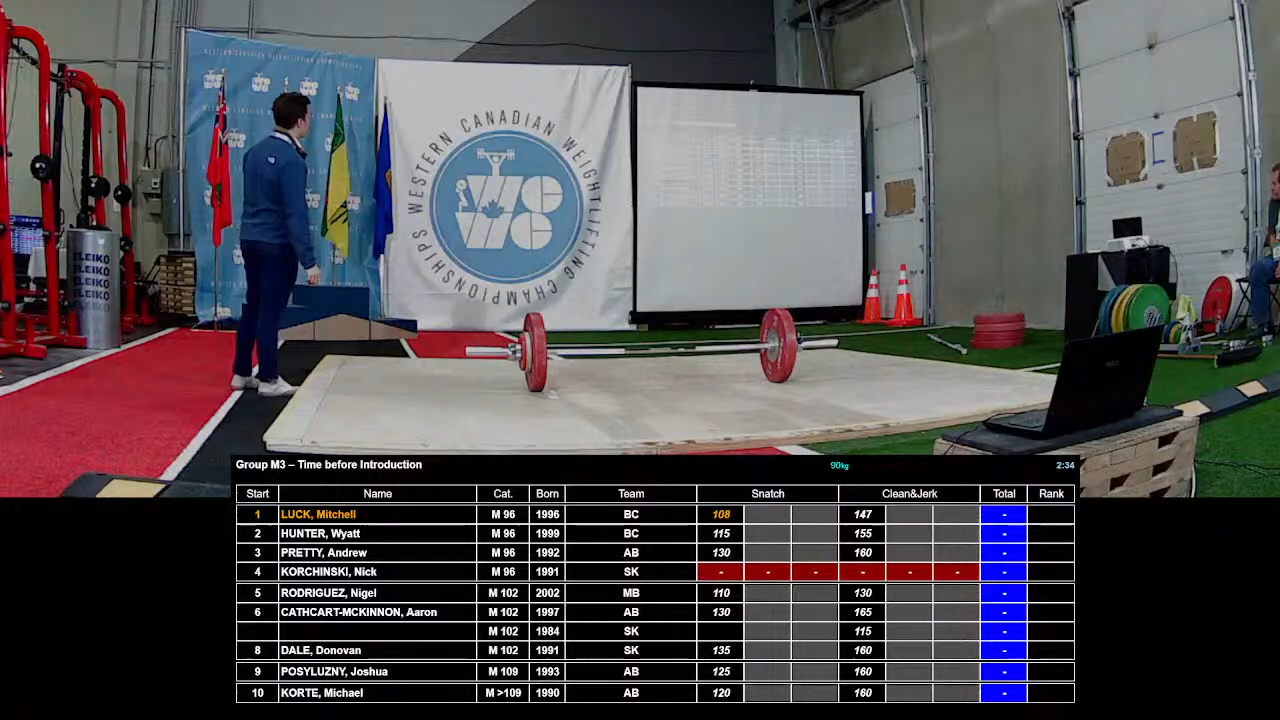 WESTERN CANADIAN WEIGHTLIFTING CHAMPIONSHIPS
WC
WC
ELEIKO
ELEIKO
ELEIKO
ELEIKO
C
Group M3 – Time before Introduction 90kg 2:34
Start Name Cat. Born Team Snatch Clean&Jerk Total Rank
1 LUCK, Mitchell M 96 1996 BC 108 147 -
2 HUNTER, Wyatt M 96 1999 BC 115 155 -
3 PRETTY, Andrew M 96 1992 AB 130 160 -
4 KORCHINSKI, Nick M 96 1991 SK - - - - - - -
5 RODRIGUEZ, Nigel M 102 2002 MB 110 130 -
6 CATHCART-MCKINNON, Aaron M 102 1997 AB 130 165 -
M 102 1984 SK 115 -
8 DALE, Donovan M 102 1991 SK 135 160 -
9 POSYLUZNY, Joshua M 109 1993 AB 125 160 -
10 KORTE, Michael M >109 1990 AB 120 160 -